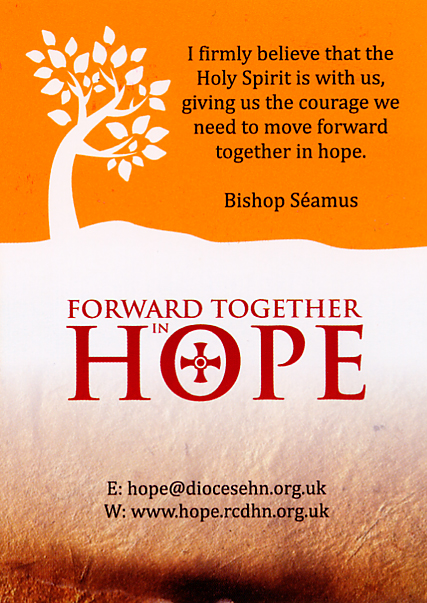 I firmly believe that the
Holy Spirit is with us,
giving us the courage we
need to move forward
together in hope.
Bishop Séamus
FORWARD TOGETHER
IN
HOPE
E: hope@diocesehn.org.uk
W: www.hope.rcdhn.org.uk